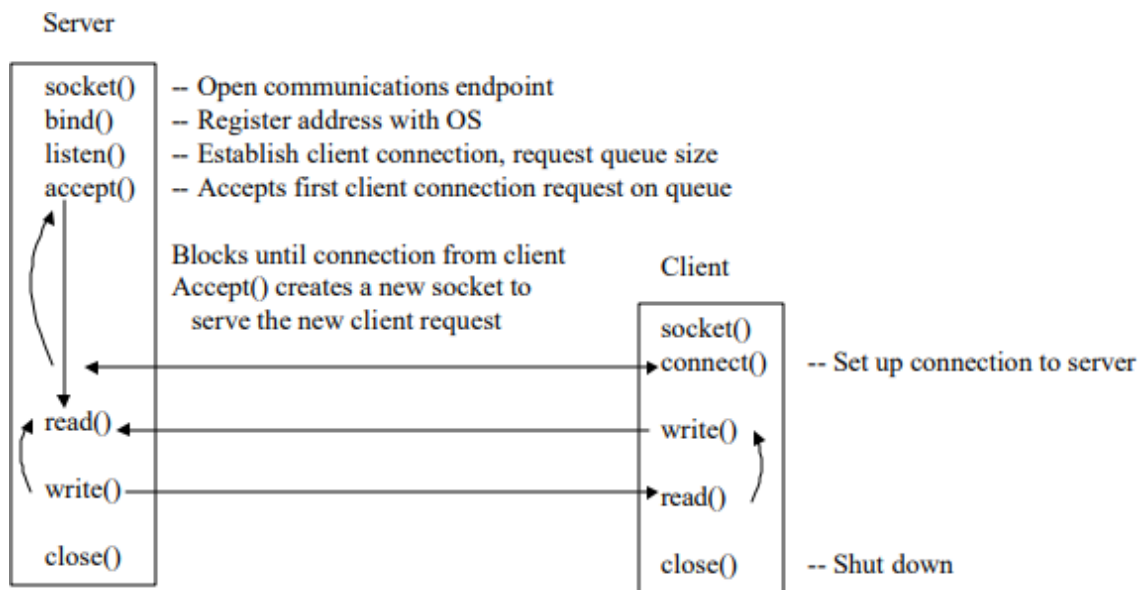 Server
socket() -- Open communications endpoint
bind() -- Register address with OS
listen() -- Establish client connection, request queue size
accept() -- Accepts first client connection request on queue
Blocks until connection from client
Accept() creates a new socket to
serve the new client request
Client
socket()
connect() -- Set up connection to server
read()
write()
write()
read()
close()
close() -- Shut down